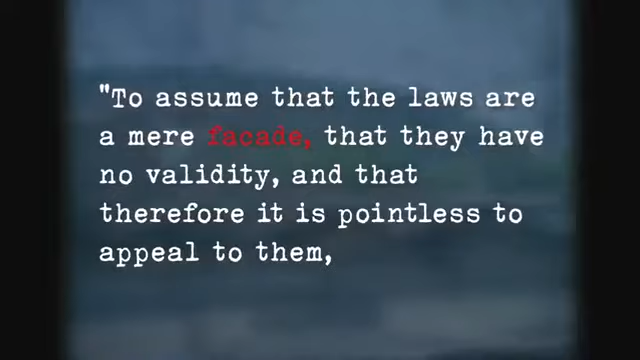 "To assume that the laws are
a mere facade, that they have
no validity, and that
therefore it is pointless to
appeal to them,